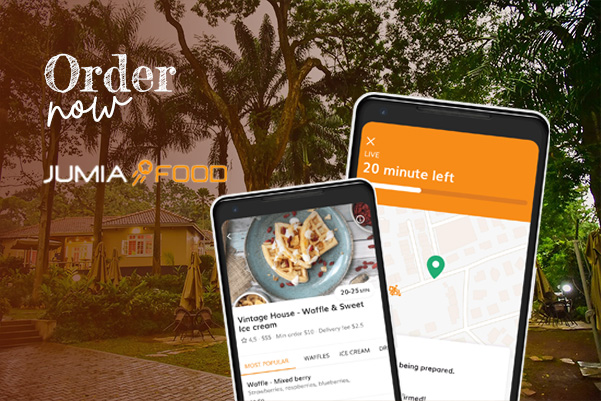 Order
now
JUMIA FOOD
LIVE
20 minute left
20-25 MIN
Vintage House - Waffle & Sweet
Ice cream
4,5 · $$$ · Min order $10 · Delivery fee $2.5
MOST POPULAR WAFFLES ICE CREAM
Waffle - Mixed berry
Strawberries, raspberries, blueberries,
being prepared.